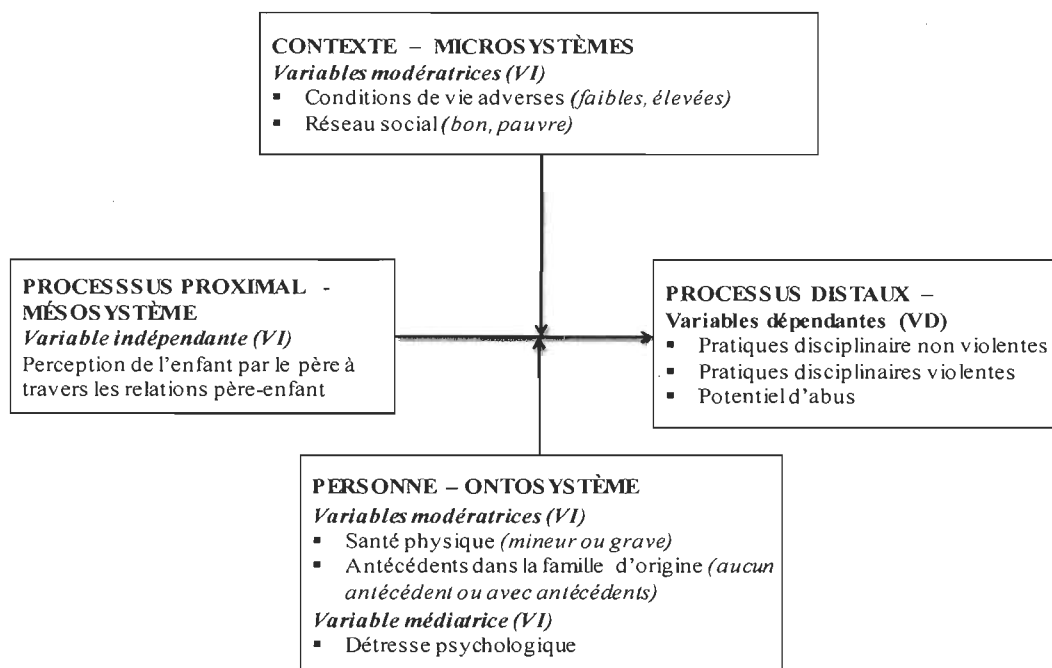 CONTEXTE – MICROSYSTÈMES
Variables modératrices (VI)
▪ Conditions de vie adverses (faibles, élevées)
▪ Réseau social (bon, pauvre)
PROCESSSUS PROXIMAL -
MÉSOSYSTÈME
Variable indépendante (VI)
Perception de l'enfant par le père à
travers les relations père-enfant
PROCESSUS DISTAUX –
Variables dépendantes (VD)
▪ Pratiques disciplinaire non violentes
▪ Pratiques disciplinaires violentes
▪ Potentiel d'abus
PERSONNE – ONTOSYSTÈME
Variables modératrices (VI)
▪ Santé physique (mineur ou grave)
▪ Antécédents dans la famille d'origine (aucun
antécédent ou avec antécédents)
Variable médiatrice (VI)
▪ Détresse psychologique